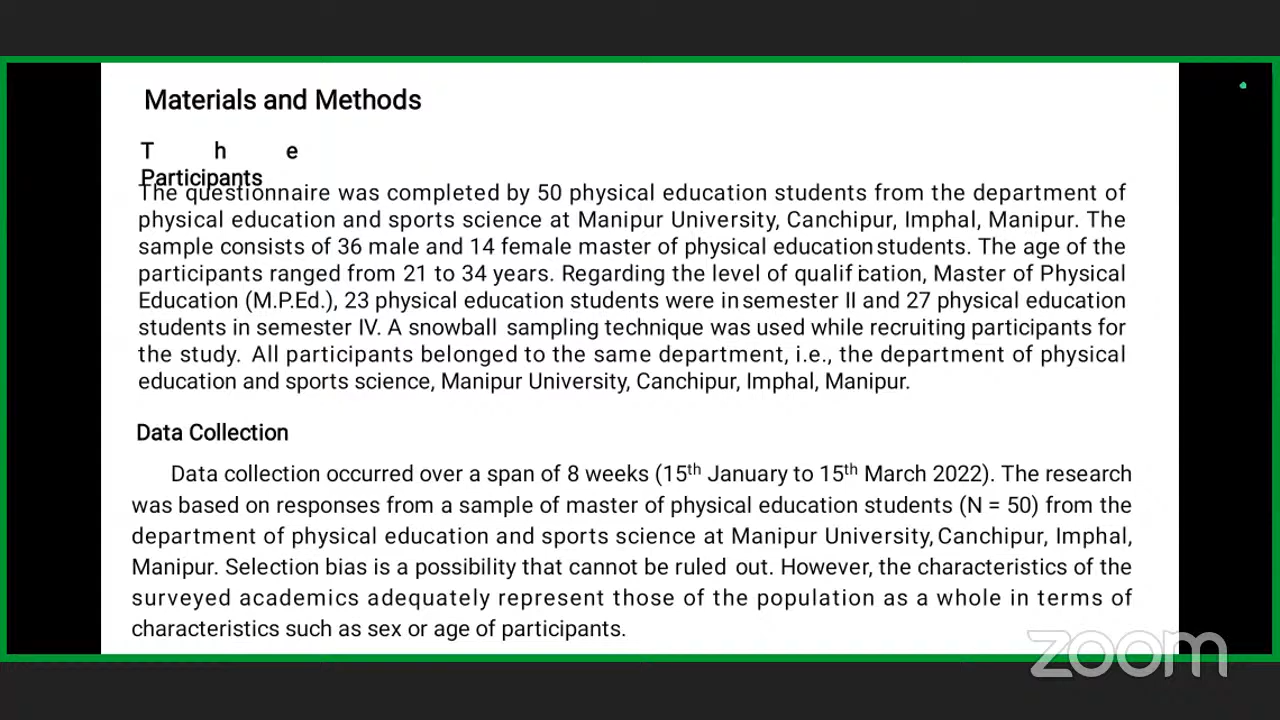 Materials and Methods
T h e
Participants
The questionnaire was completed by 50 physical education students from the department of
physical education and sports science at Manipur University, Canchipur, Imphal, Manipur. The
sample consists of 36 male and 14 female master of physical education students. The age of the
participants ranged from 21 to 34 years. Regarding the level of qualification, Master of Physical
Education (M.P.Ed.), 23 physical education students were in semester II and 27 physical education
students in semester IV. A snowball sampling technique was used while recruiting participants for
the study. All participants belonged to the same department, i.e., the department of physical
education and sports science, Manipur University, Canchipur, Imphal, Manipur.
Data Collection
Data collection occurred over a span of 8 weeks (15th January to 15th March 2022). The research
was based on responses from a sample of master of physical education students (N = 50) from the
department of physical education and sports science at Manipur University, Canchipur, Imphal,
Manipur. Selection bias is a possibility that cannot be ruled out. However, the characteristics of the
surveyed academics adequately represent those of the population as a whole in terms of
characteristics such as sex or age of participants.
zoom